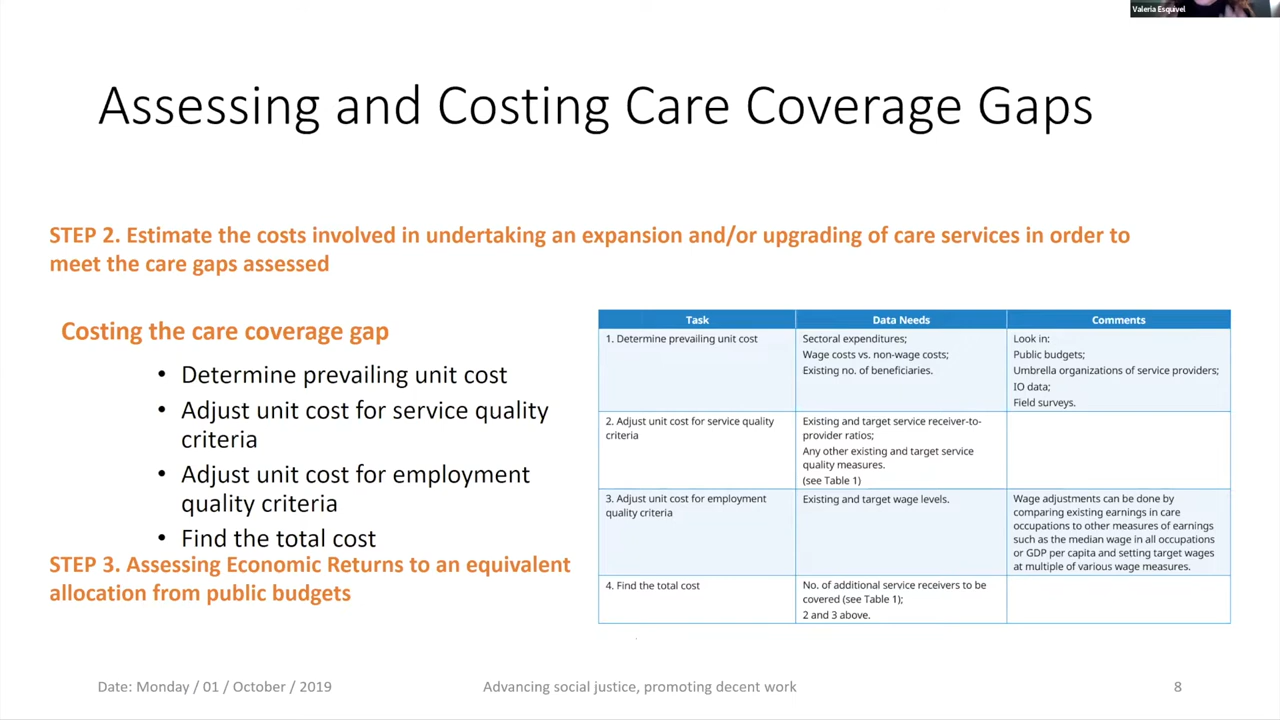 Valeria Esquivel
Assessing and Costing Care Coverage Gaps
STEP 2. Estimate the costs involved in undertaking an expansion and/or upgrading of care services in order to
meet the care gaps assessed
Costing the care coverage gap
• Determine prevailing unit cost
• Adjust unit cost for service quality
criteria
• Adjust unit cost for employment
quality criteria
• Find the total cost
STEP 3. Assessing Economic Returns to an equivalent
allocation from public budgets
Task
Data Needs
Comments
1. Determine prevailing unit cost
Sectoral expenditures;
Wage costs vs. non-wage costs;
Existing no. of beneficiaries.
Look in:
Public budgets;
Umbrella organizations of service providers;
IO data;
Field surveys.
2. Adjust unit cost for service quality
criteria
Existing and target service receiver-to-
provider ratios;
Any other existing and target service
quality measures.
(see Table 1)
3. Adjust unit cost for employment
quality criteria
Existing and target wage levels.
Wage adjustments can be done by
comparing existing earnings in care
occupations to other measures of earnings
such as the median wage in all occupations
or GDP per capita and setting target wages
at multiple of various wage measures.
4. Find the total cost
No. of additional service receivers to be
covered (see Table 1);
2 and 3 above.
Date: Monday / 01 / October / 2019
Advancing social justice, promoting decent work
8